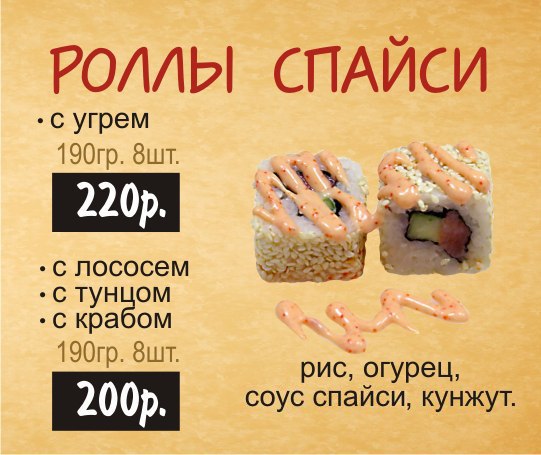 РОЛЛЫ СПАЙСИ
• с угрем
190гр. 8шт.
220р.
• с лососем
• с тунцом
• с крабом
190гр. 8шт.
200р.
рис, огурец,
соус спайси, кунжут.